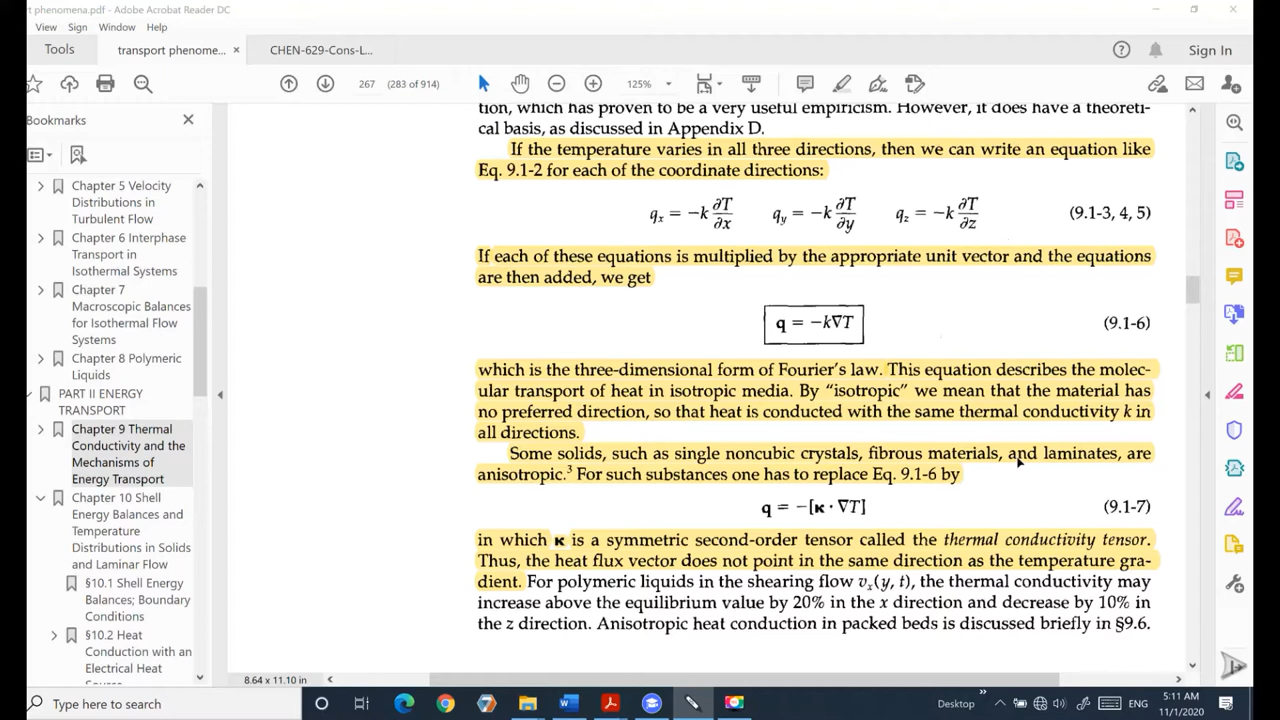 rt phenomena.pdf - Adobe Acrobat Reader DC
View Sign Window Help
Tools transport phenome... × CHEN-629-Cons-L... Sign In
267 (283 of 914) 125%
Bookmarks
Chapter 5 Velocity
Distributions in
Turbulent Flow
Chapter 6 Interphase
Transport in
Isothermal Systems
Chapter 7
Macroscopic Balances
for Isothermal Flow
Systems
Chapter 8 Polymeric
Liquids
PART II ENERGY
TRANSPORT
Chapter 9 Thermal
Conductivity and the
Mechanisms of
Energy Transport
Chapter 10 Shell
Energy Balances and
Temperature
Distributions in Solids
and Laminar Flow
§10.1 Shell Energy
Balances; Boundary
Conditions
§10.2 Heat
Conduction with an
Electrical Heat
tion, which has proven to be a very useful empiricism. However, it does have a theoreti-
cal basis, as discussed in Appendix D.
If the temperature varies in all three directions, then we can write an equation like
Eq. 9.1-2 for each of the coordinate directions:
qₓ = −k ∂T/∂x q_y = −k ∂T/∂y q_z = −k ∂T/∂z (9.1-3, 4, 5)
If each of these equations is multiplied by the appropriate unit vector and the equations
are then added, we get
q = −k∇T (9.1-6)
which is the three-dimensional form of Fourier's law. This equation describes the molec-
ular transport of heat in isotropic media. By "isotropic" we mean that the material has
no preferred direction, so that heat is conducted with the same thermal conductivity k in
all directions.
Some solids, such as single noncubic crystals, fibrous materials, and laminates, are
anisotropic.³ For such substances one has to replace Eq. 9.1-6 by
q = −[κ · ∇T] (9.1-7)
in which κ is a symmetric second-order tensor called the thermal conductivity tensor.
Thus, the heat flux vector does not point in the same direction as the temperature gra-
dient. For polymeric liquids in the shearing flow vₓ(y, t), the thermal conductivity may
increase above the equilibrium value by 20% in the x direction and decrease by 10% in
the z direction. Anisotropic heat conduction in packed beds is discussed briefly in §9.6.
8.64 x 11.10 in
Type here to search Desktop ENG 5:11 AM
11/1/2020